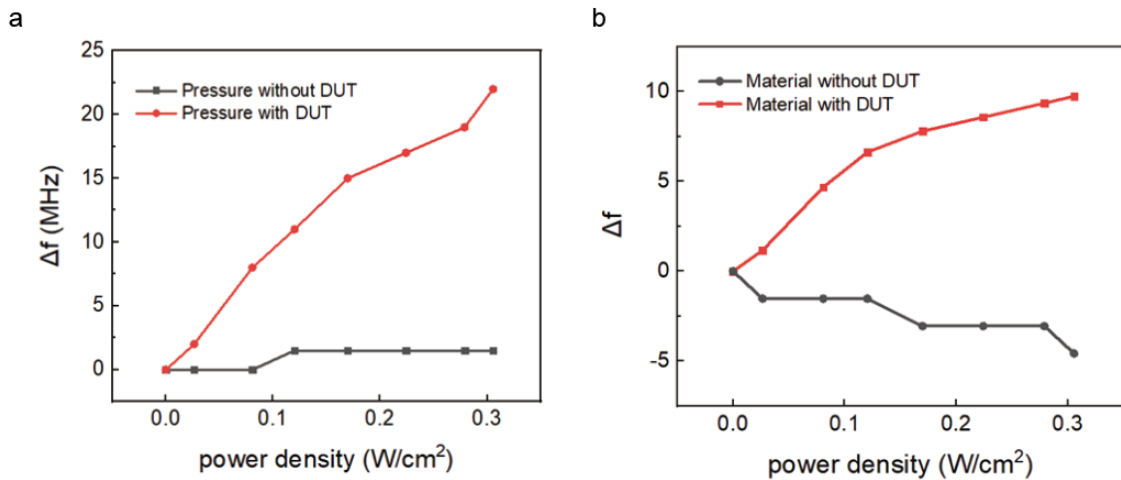 a
25
20
15
10
5
0
Δf (MHz)
Pressure without DUT
Pressure with DUT
0.0 0.1 0.2 0.3
power density (W/cm²)
b
10
5
0
-5
Δf
Material without DUT
Material with DUT
0.0 0.1 0.2 0.3
power density (W/cm²)